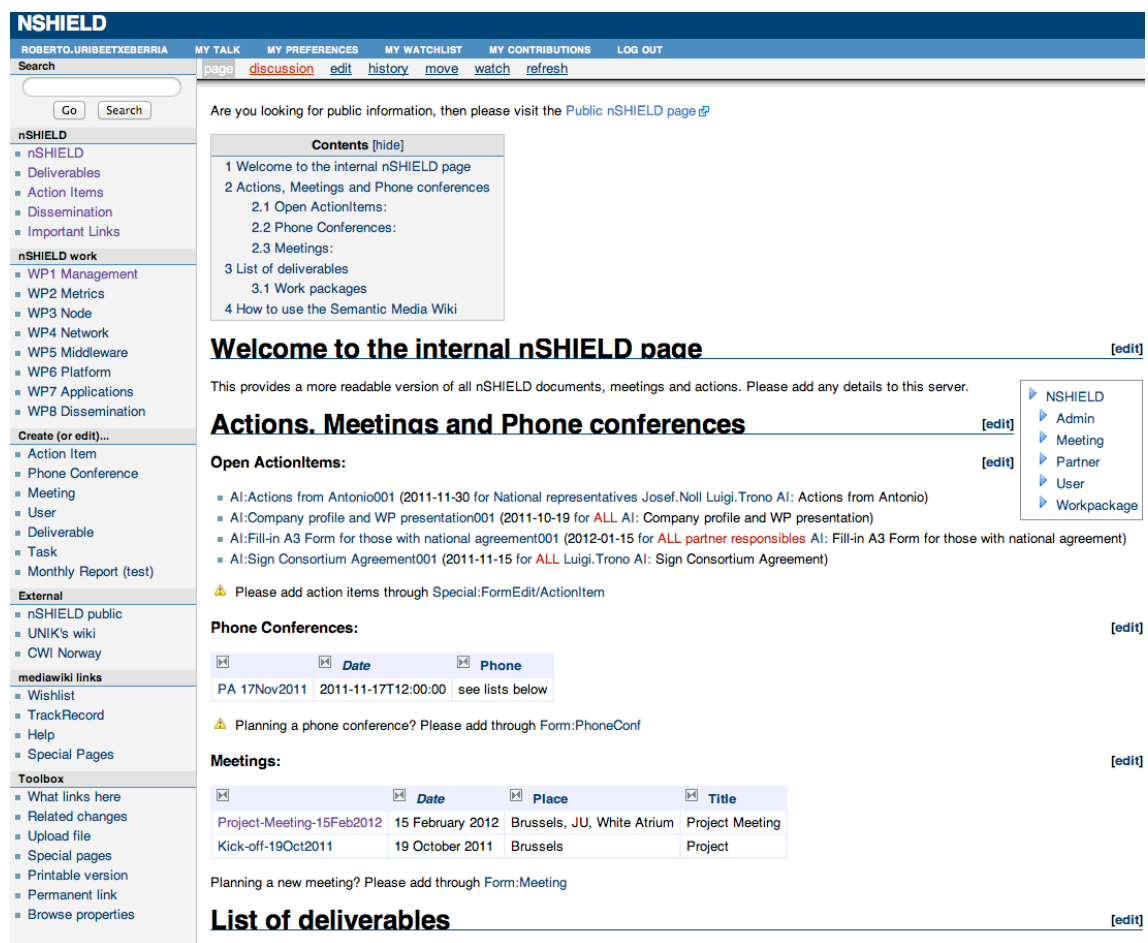 NSHIELD
ROBERTO.URIBEETXEBERRIA MY TALK MY PREFERENCES MY WATCHLIST MY CONTRIBUTIONS LOG OUT
Search
Go Search
nSHIELD
nSHIELD
Deliverables
Action Items
Dissemination
Important Links
nSHIELD work
WP1 Management
WP2 Metrics
WP3 Node
WP4 Network
WP5 Middleware
WP6 Platform
WP7 Applications
WP8 Dissemination
Create (or edit)...
Action Item
Phone Conference
Meeting
User
Deliverable
Task
Monthly Report (test)
External
nSHIELD public
UNIK's wiki
CWI Norway
mediawiki links
Wishlist
TrackRecord
Help
Special Pages
Toolbox
What links here
Related changes
Upload file
Special pages
Printable version
Permanent link
Browse properties
page discussion edit history move watch refresh
Are you looking for public information, then please visit the Public nSHIELD page
Contents [hide]
1 Welcome to the internal nSHIELD page
2 Actions, Meetings and Phone conferences
2.1 Open ActionItems:
2.2 Phone Conferences:
2.3 Meetings:
3 List of deliverables
3.1 Work packages
4 How to use the Semantic Media Wiki
Welcome to the internal nSHIELD page [edit]
This provides a more readable version of all nSHIELD documents, meetings and actions. Please add any details to this server.
NSHIELD
Admin
Meeting
Partner
User
Workpackage
Actions, Meetings and Phone conferences [edit]
Open ActionItems: [edit]
AI:Actions from Antonio001 (2011-11-30 for National representatives Josef.Noll Luigi.Trono AI: Actions from Antonio)
AI:Company profile and WP presentation001 (2011-10-19 for ALL AI: Company profile and WP presentation)
AI:Fill-in A3 Form for those with national agreement001 (2012-01-15 for ALL partner responsibles AI: Fill-in A3 Form for those with national agreement)
AI:Sign Consortium Agreement001 (2011-11-15 for ALL Luigi.Trono AI: Sign Consortium Agreement)
Please add action items through Special:FormEdit/ActionItem
Phone Conferences: [edit]
Date Phone
PA 17Nov2011 2011-11-17T12:00:00 see lists below
Planning a phone conference? Please add through Form:PhoneConf
Meetings: [edit]
Date Place Title
Project-Meeting-15Feb2012 15 February 2012 Brussels, JU, White Atrium Project Meeting
Kick-off-19Oct2011 19 October 2011 Brussels Project
Planning a new meeting? Please add through Form:Meeting
List of deliverables [edit]